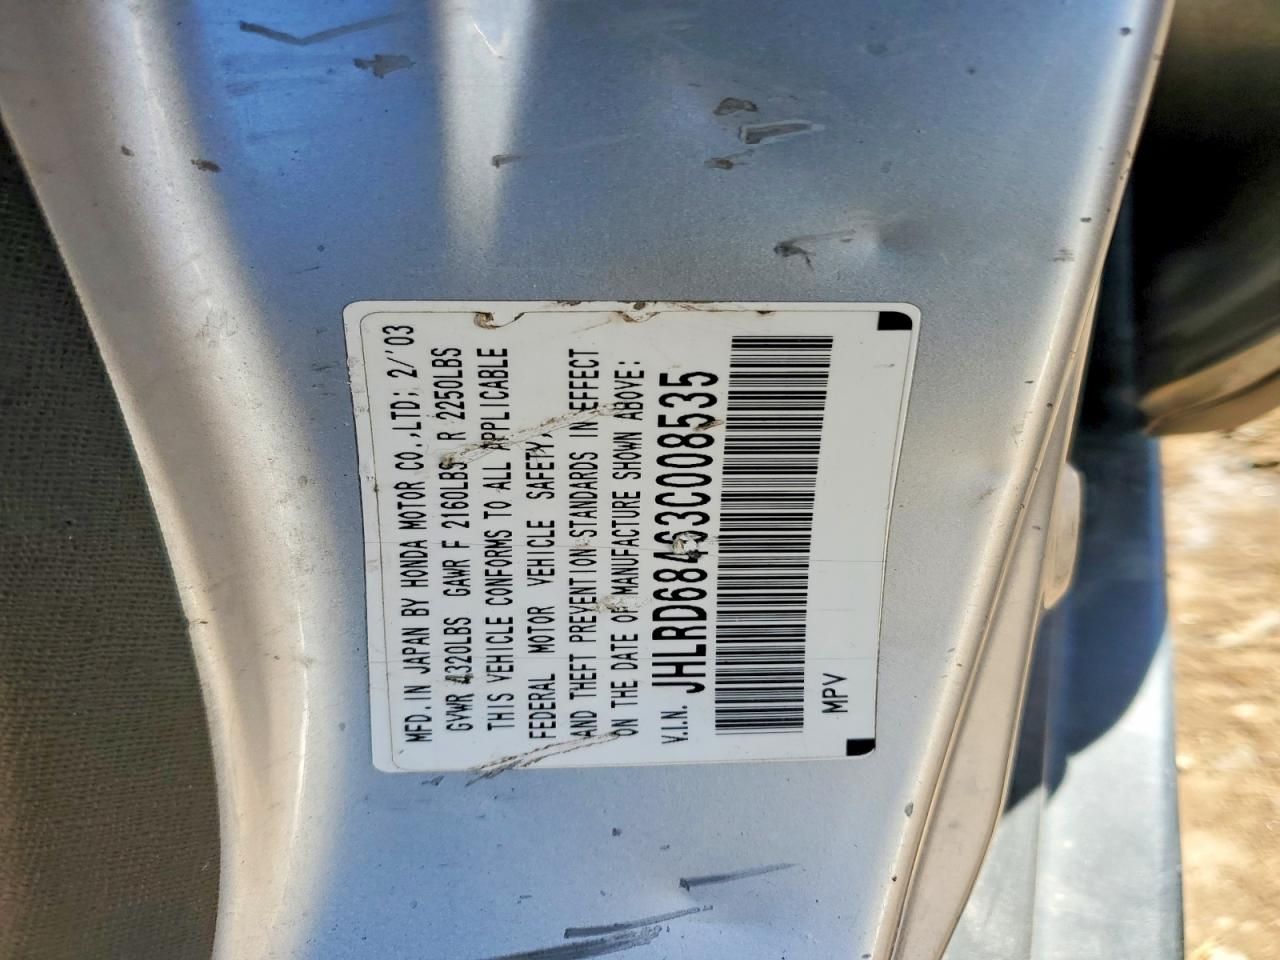 MFD. IN JAPAN BY HONDA MOTOR CO.,LTD; 2/'03
GVWR 4320LBS GAWR F 2160LBS R 2250LBS
THIS VEHICLE CONFORMS TO ALL APPLICABLE
FEDERAL MOTOR VEHICLE SAFETY,
AND THEFT PREVENTION STANDARDS IN EFFECT
ON THE DATE OF MANUFACTURE SHOWN ABOVE:
V.I.N. JHLRD68463C008535
MPV